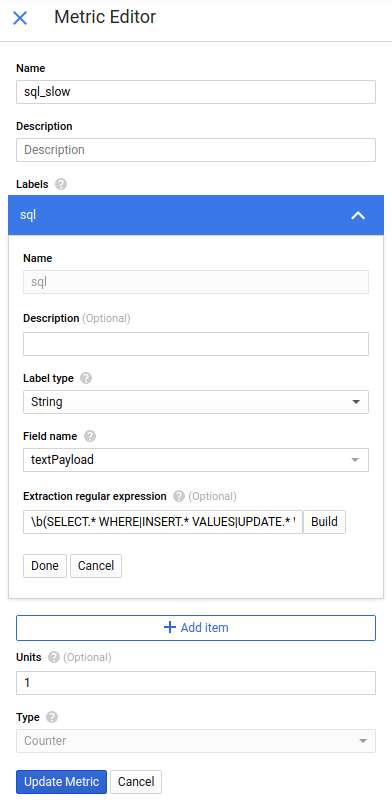 Metric Editor
Name
sql_slow
Description
Description
Labels ?
sql
Name
sql
Description (Optional)
Label type ?
String
Field name ?
textPayload
Extraction regular expression ? (Optional)
\b(SELECT.* WHERE|INSERT.* VALUES|UPDATE.* Build
Done Cancel
+ Add item
Units ? (Optional)
1
Type ?
Counter
Update Metric Cancel